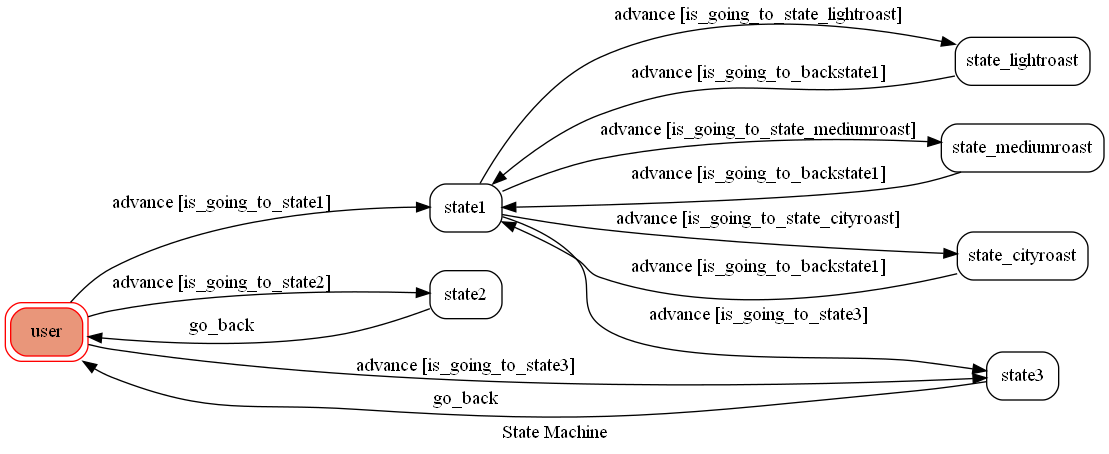 advance [is_going_to_state_lightroast]
state_lightroast
advance [is_going_to_backstate1]
advance [is_going_to_state_mediumroast]
state_mediumroast
advance [is_going_to_backstate1]
advance [is_going_to_state1]
state1
advance [is_going_to_state_cityroast]
state_cityroast
advance [is_going_to_backstate1]
advance [is_going_to_state2]
state2
advance [is_going_to_state3]
go_back
user
advance [is_going_to_state3]
state3
go_back
State Machine